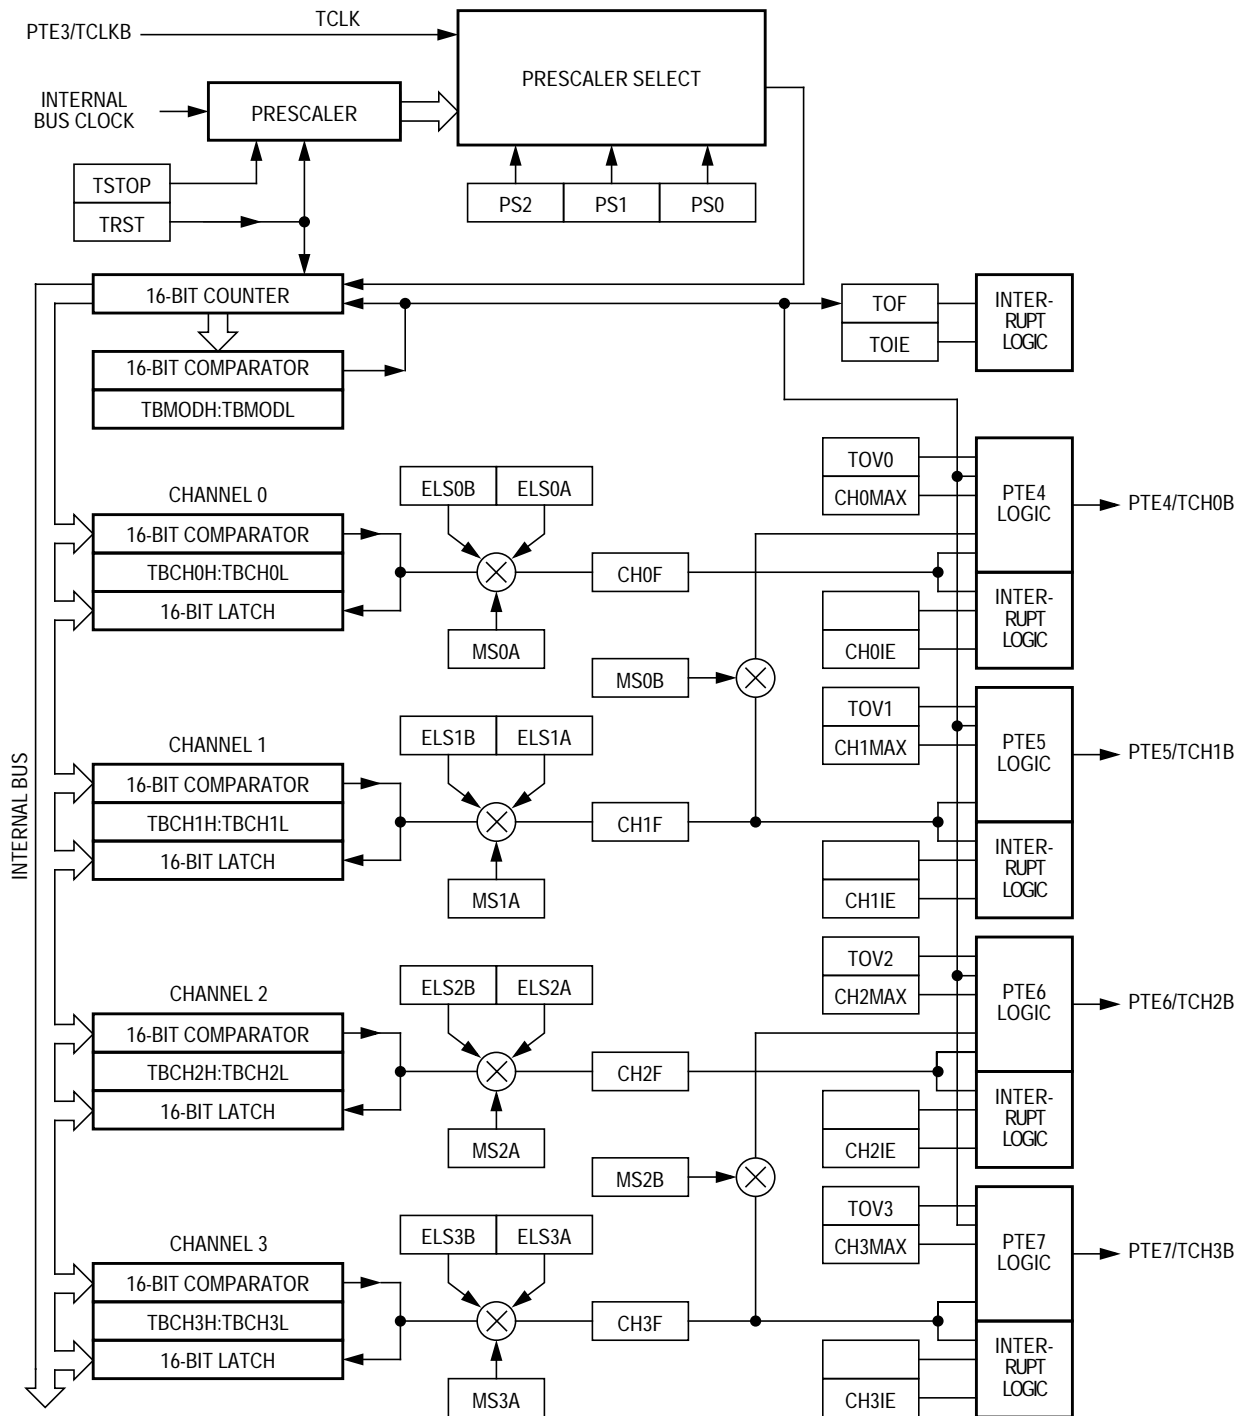 PTE3/TCLKB
TCLK
PRESCALER SELECT
INTERNAL
BUS CLOCK
PRESCALER
TSTOP
TRST
PS2
PS1
PS0
16-BIT COUNTER
16-BIT COMPARATOR
TBMODH:TBMODL
TOF
TOIE
INTER-
RUPT
LOGIC
INTERNAL BUS
CHANNEL 0
16-BIT COMPARATOR
TBCH0H:TBCH0L
16-BIT LATCH
ELS0B
ELS0A
MS0A
CH0F
MS0B
TOV0
CH0MAX
PTE4
LOGIC
PTE4/TCH0B
CH0IE
INTER-
RUPT
LOGIC
CHANNEL 1
16-BIT COMPARATOR
TBCH1H:TBCH1L
16-BIT LATCH
ELS1B
ELS1A
MS1A
CH1F
TOV1
CH1MAX
PTE5
LOGIC
PTE5/TCH1B
CH1IE
INTER-
RUPT
LOGIC
CHANNEL 2
16-BIT COMPARATOR
TBCH2H:TBCH2L
16-BIT LATCH
ELS2B
ELS2A
MS2A
CH2F
MS2B
TOV2
CH2MAX
PTE6
LOGIC
PTE6/TCH2B
CH2IE
INTER-
RUPT
LOGIC
CHANNEL 3
16-BIT COMPARATOR
TBCH3H:TBCH3L
16-BIT LATCH
ELS3B
ELS3A
MS3A
CH3F
TOV3
CH3MAX
PTE7
LOGIC
PTE7/TCH3B
CH3IE
INTER-
RUPT
LOGIC